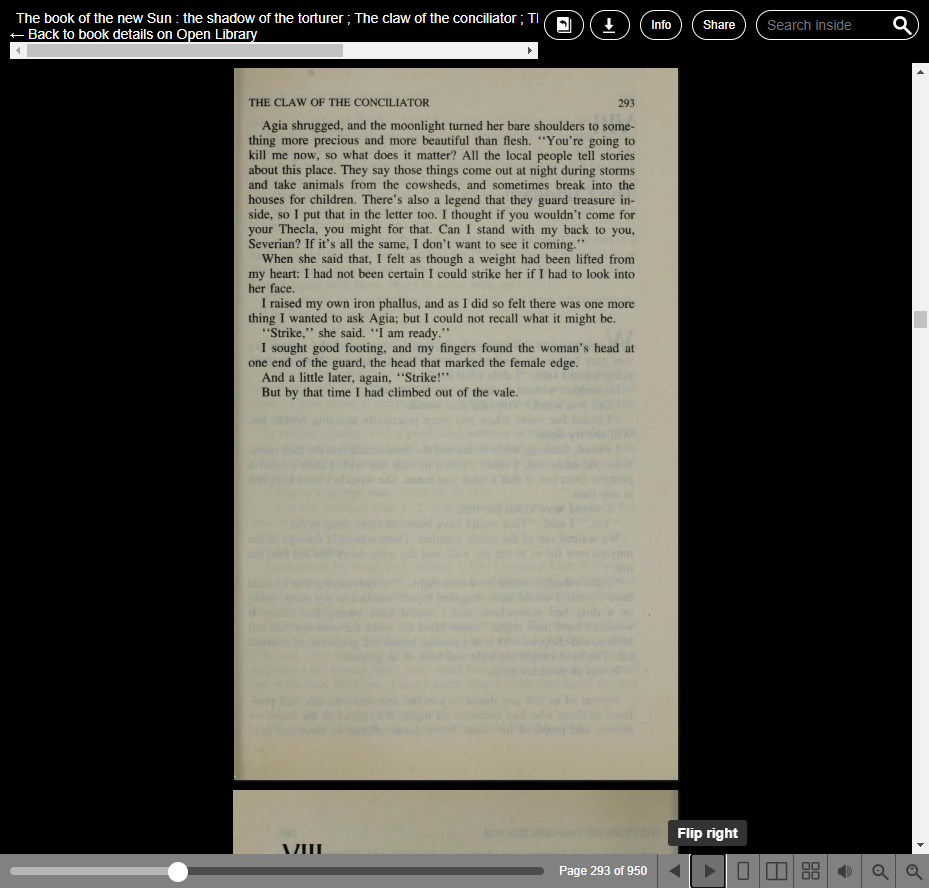 The book of the new Sun : the shadow of the torturer ; The claw of the conciliator ; Tl
← Back to book details on Open Library
Info
Share
Search inside
THE CLAW OF THE CONCILIATOR 293
Agia shrugged, and the moonlight turned her bare shoulders to some-
thing more precious and more beautiful than flesh. ‘‘You're going to
kill me now, so what does it matter? All the local people tell stories
about this place. They say those things come out at night during storms
and take animals from the cowsheds, and sometimes break into the
houses for children. There's also a legend that they guard treasure in-
side, so I put that in the letter too. I thought if you wouldn't come for
your Thecla, you might for that. Can I stand with my back to you,
Severian? If it's all the same, I don't want to see it coming.’’
When she said that, I felt as though a weight had been lifted from
my heart: I had not been certain I could strike her if I had to look into
her face.
I raised my own iron phallus, and as I did so felt there was one more
thing I wanted to ask Agia; but I could not recall what it might be.
‘‘Strike,’’ she said. ‘‘I am ready.’’
I sought good footing, and my fingers found the woman's head at
one end of the guard, the head that marked the female edge.
And a little later, again, ‘‘Strike!’’
But by that time I had climbed out of the vale.
VIII
Flip right
Page 293 of 950